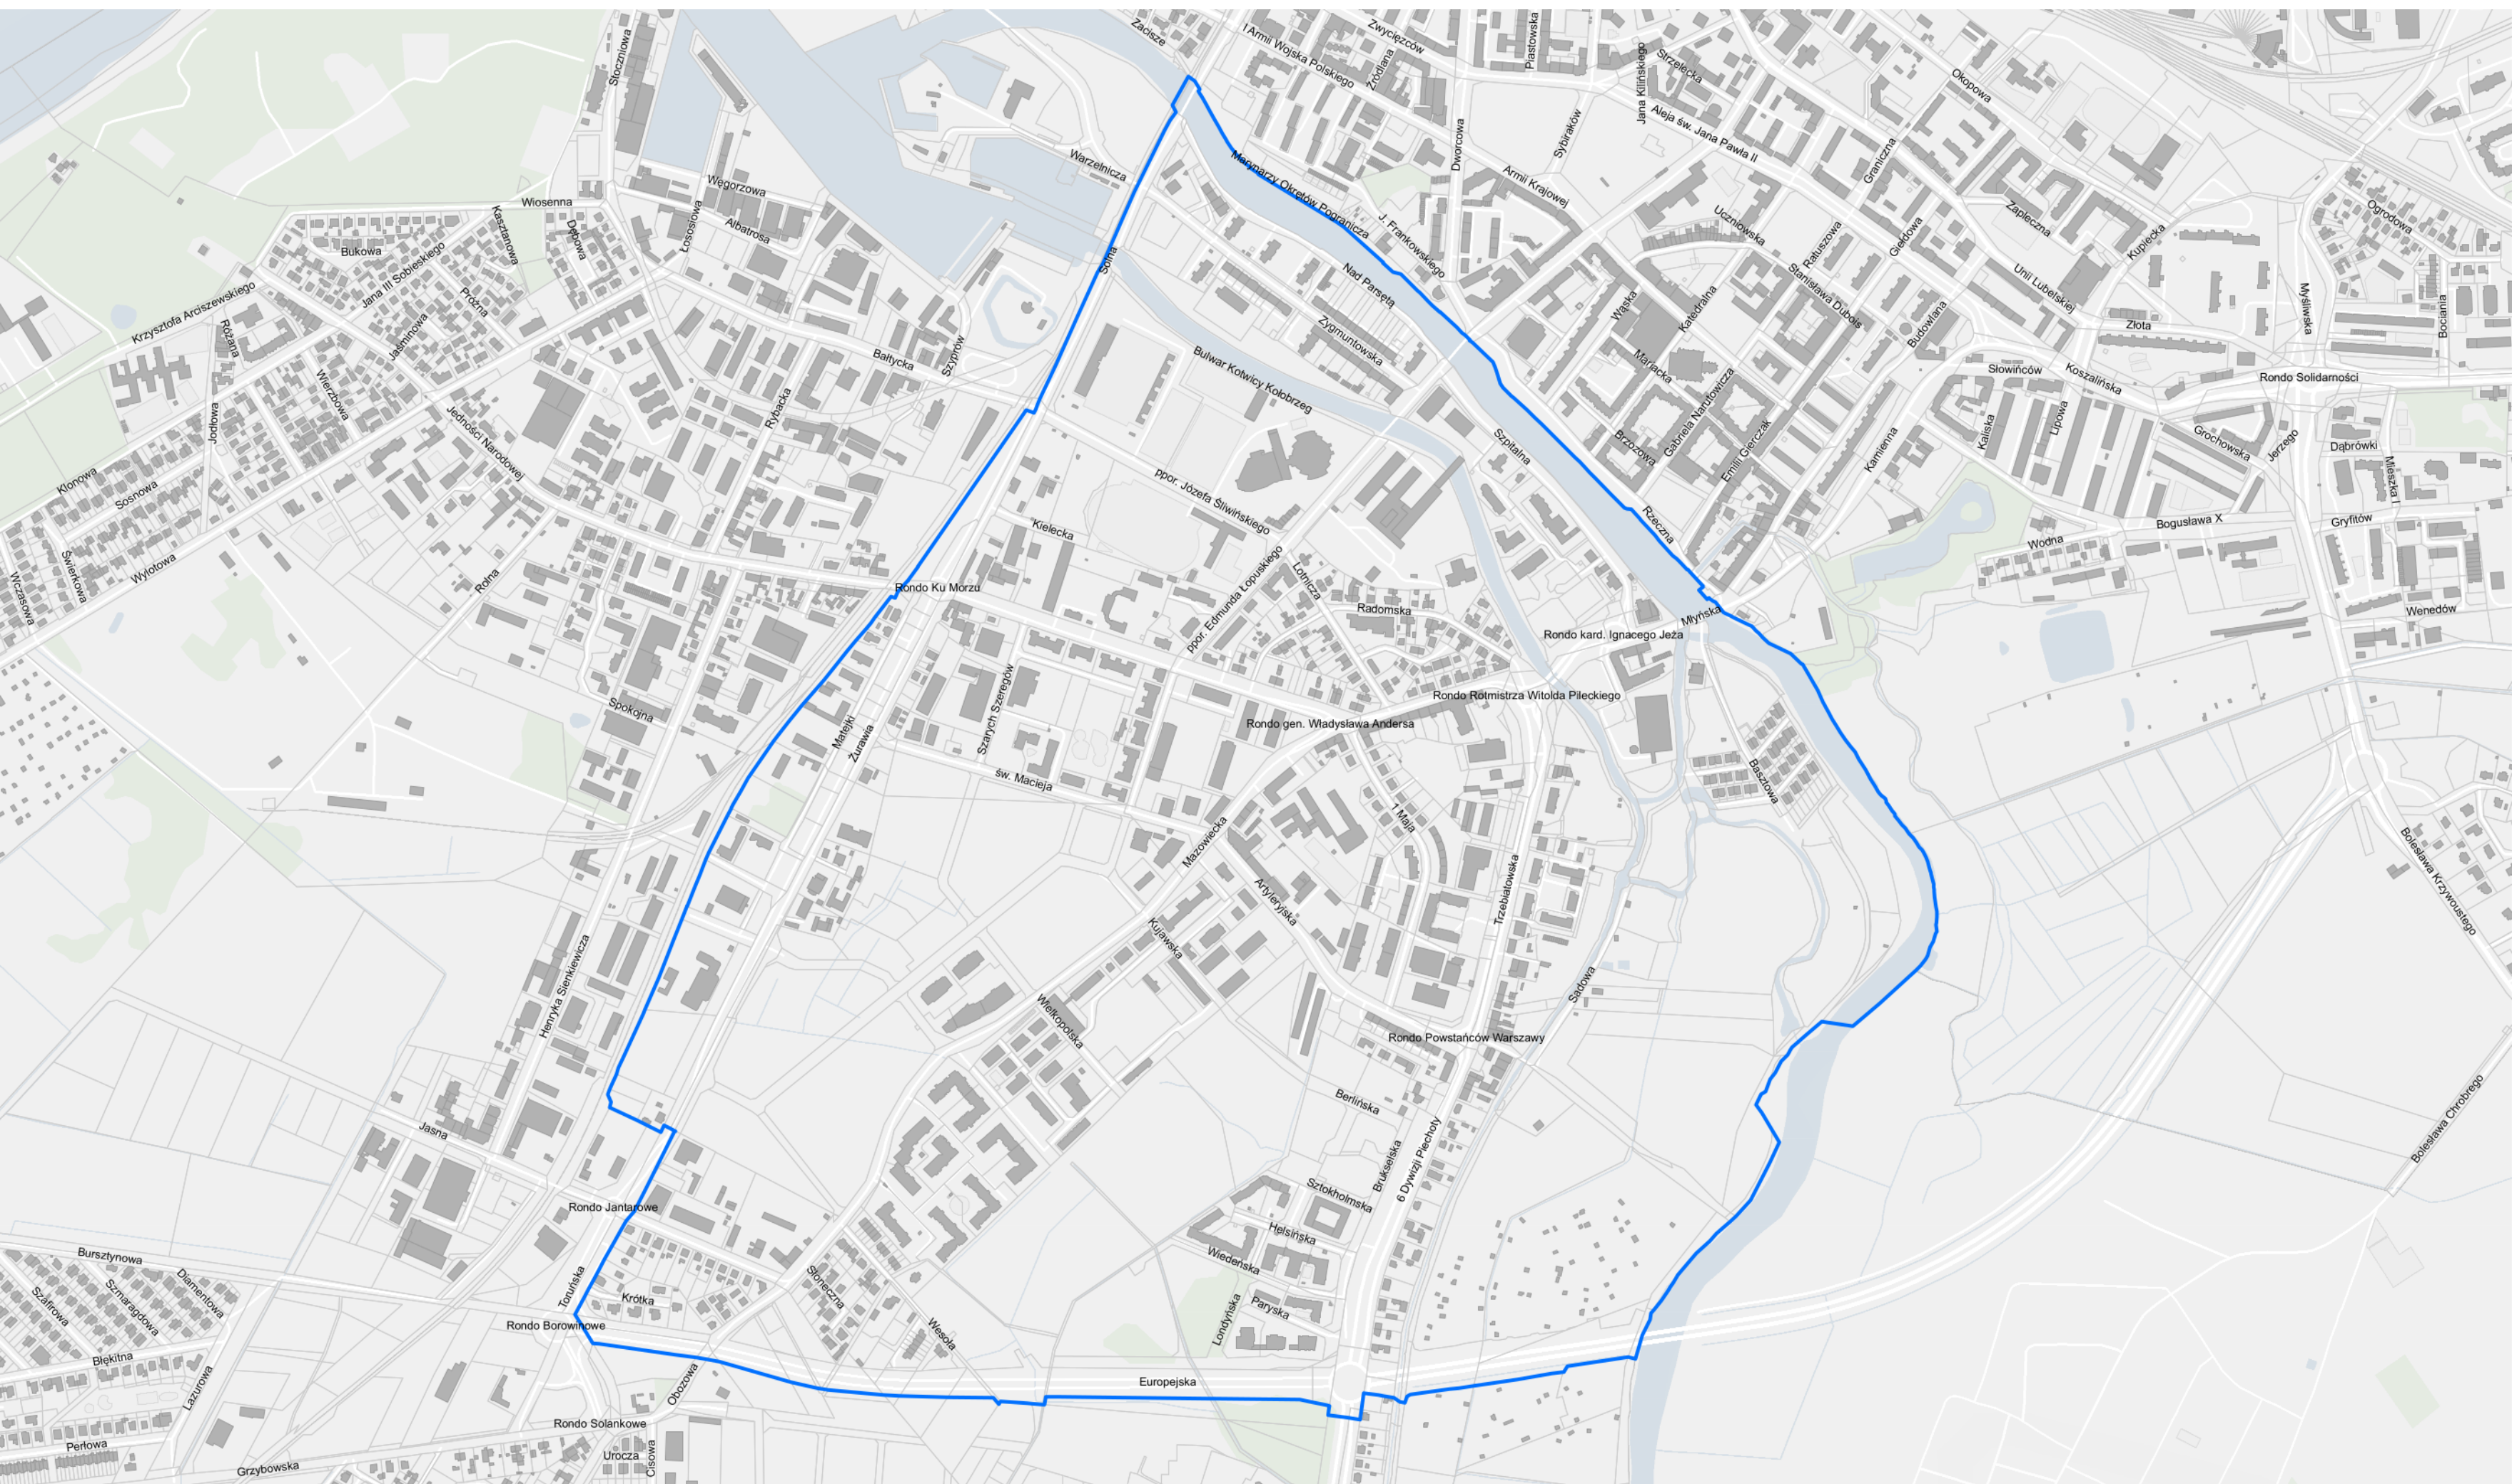 Zacisze
I Armii Wojska Polskiego
Zwycięzców
Źródlana
Piastowska
Jana Kilińskiego
Strzelecka
Okopowa
Stoczniowa
Aleja św. Jana Pawła II
Dworcowa
Sybiraków
Graniczna
Warzelnicza
Marynarzy Okrętów Pogranicza
Armii Krajowej
Węgorzowa
Albatrosa
Łososiowa
Wiosenna
Kasztanowa
Dębowa
Bukowa
Jana III Sobieskiego
Próżna
Jaśminowa
Krzysztofa Arciszewskiego
Różana
Wierzbowa
Jodłowa
Solna
J. Frankowskiego
Nad Parsętą
Zygmuntowska
Uczniowska
Ratuszowa
Giełdowa
Zapleczna
Kupiecka
Ogrodowa
Unii Lubelskiej
Stanisława Dubois
Budowlana
Myśliwska
Bociania
Złota
Wąska
Katedralna
Mariacka
Bałtycka
Szyprów
Rybacka
Bulwar Kotwicy Kołobrzeg
Słowińców
Koszalińska
Rondo Solidarności
Jedności Narodowej
Klonowa
Sosnowa
Szpitalna
Brzozowa
Gabriela Narutowicza
Emilii Gierczak
Kamienna
Kaliska
Lipowa
Grochowska
Jerzego
Dąbrówki
Mieszka I
ppor. Józefa Śliwińskiego
Kielecka
Rzeczna
Wodna
Bogusława X
Gryfitów
Wczasowa
Świerkowa
Wylotowa
Rolna
Rondo Ku Morzu
ppor. Edmunda Łopuskiego
Lotnicza
Radomska
Młyńska
Rondo kard. Ignacego Jeża
Wenedów
Spokojna
Matejki
Żurawia
Szarych Szeregów
Rondo Rotmistrza Witolda Pileckiego
Rondo gen. Władysława Andersa
św. Macieja
Basztowa
Mazowiecka
1 Maja
Bolesława Krzywoustego
Artyleryjska
Trzebiatowska
Kujawska
Henryka Sienkiewicza
Wielkopolska
Sadowa
Rondo Powstańców Warszawy
Berlińska
Jasna
Brukselska
6 Dywizji Piechoty
Bolesława Chrobrego
Sztokholmska
Rondo Jantarowe
Helsińska
Wiedeńska
Bursztynowa
Diamentowa
Szmaragdowa
Szafirowa
Toruńska
Krótka
Słoneczna
Wesoła
Londyńska
Paryska
Rondo Borowinowe
Błękitna
Lazurowa
Obozowa
Europejska
Rondo Solankowe
Perłowa
Urocza
Cisowa
Grzybowska